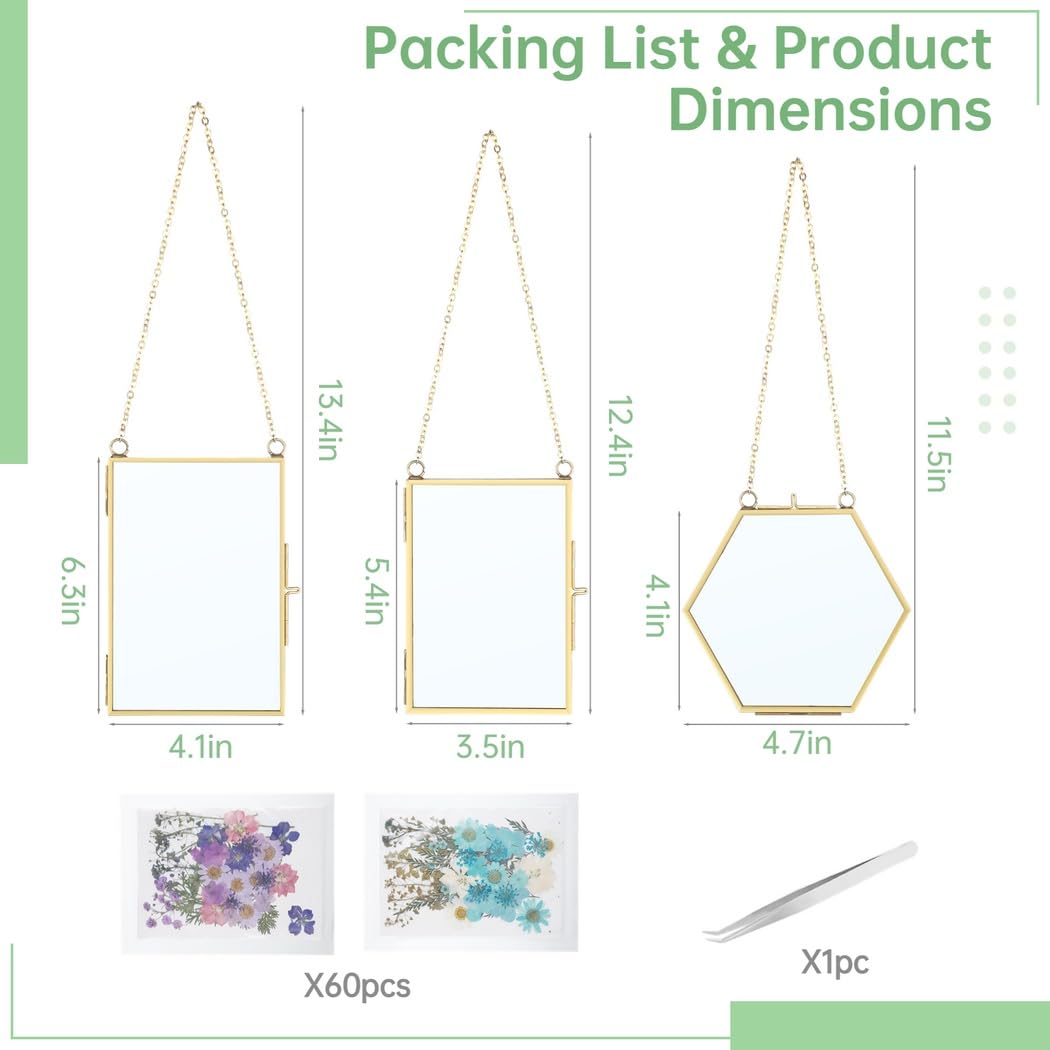 Packing List & Product
Dimensions
13.4in
12.4in
11.5in
6.3in
5.4in
4.1in
4.1in
3.5in
4.7in
X60pcs
X1pc